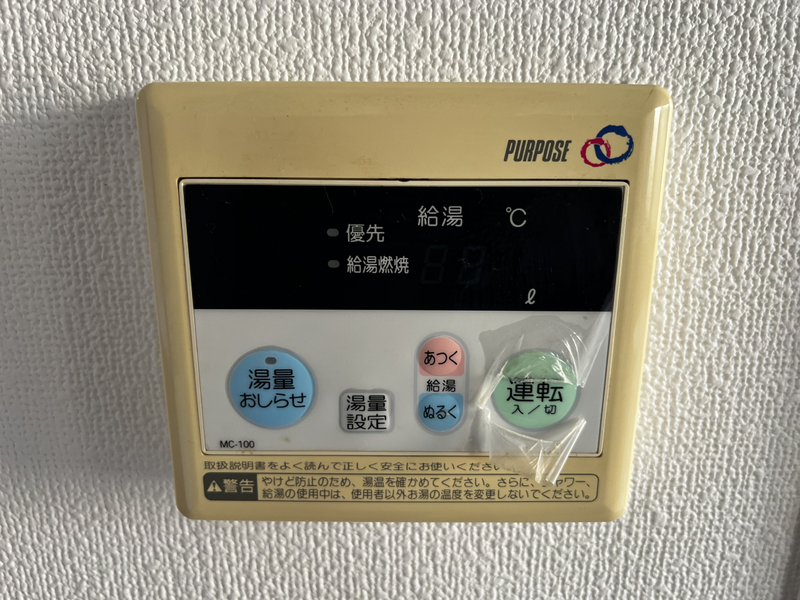 PURPOSE
給湯 ℃
優先
給湯燃焼
ℓ
湯量
おしらせ
湯量
設定
あつく
給湯
ぬるく
運転
入／切
MC-100
取扱説明書をよく読んで正しく安全にお使いください
警告
やけど防止のため、湯温を確かめてください。さらに、シャワー、
給湯の使用中は、使用者以外お湯の温度を変更しないでください。